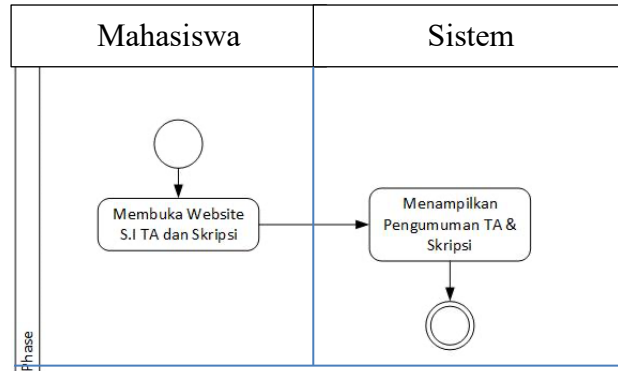 Mahasiswa
Sistem
Membuka Website
S.I TA dan Skripsi
Menampilkan
Pengumuman TA &
Skripsi
Phase